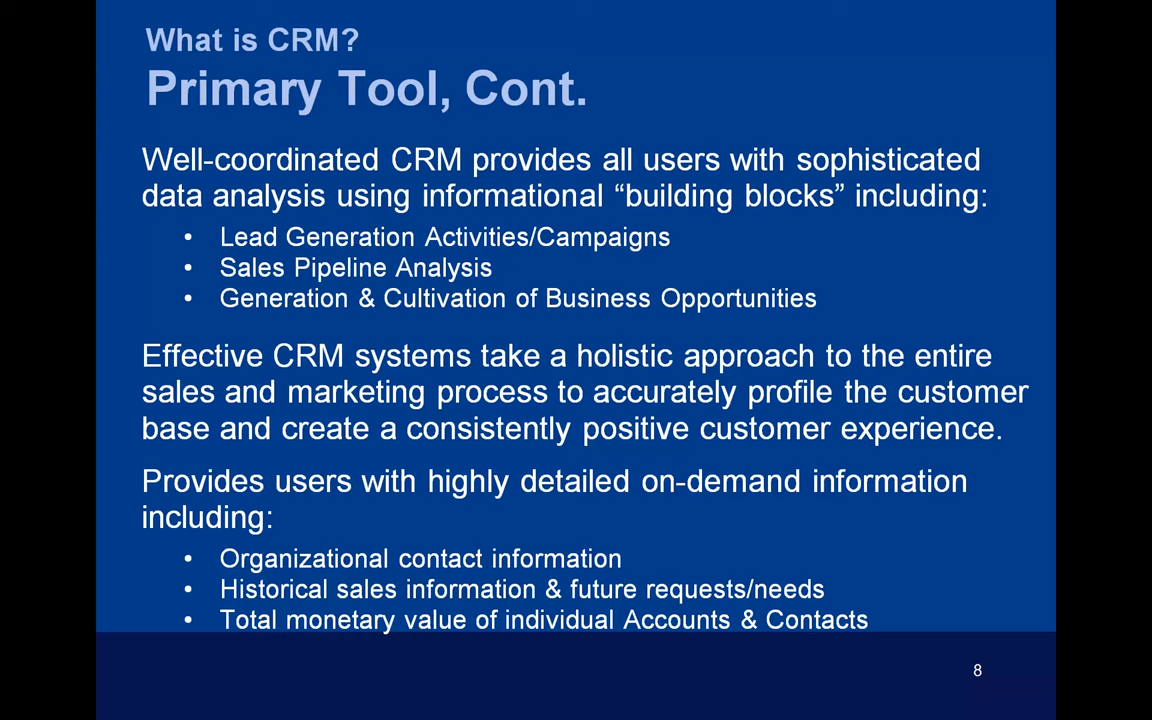 What is CRM?
Primary Tool, Cont.
Well-coordinated CRM provides all users with sophisticated
data analysis using informational “building blocks” including:
• Lead Generation Activities/Campaigns
• Sales Pipeline Analysis
• Generation & Cultivation of Business Opportunities
Effective CRM systems take a holistic approach to the entire
sales and marketing process to accurately profile the customer
base and create a consistently positive customer experience.
Provides users with highly detailed on-demand information
including:
• Organizational contact information
• Historical sales information & future requests/needs
• Total monetary value of individual Accounts & Contacts
8